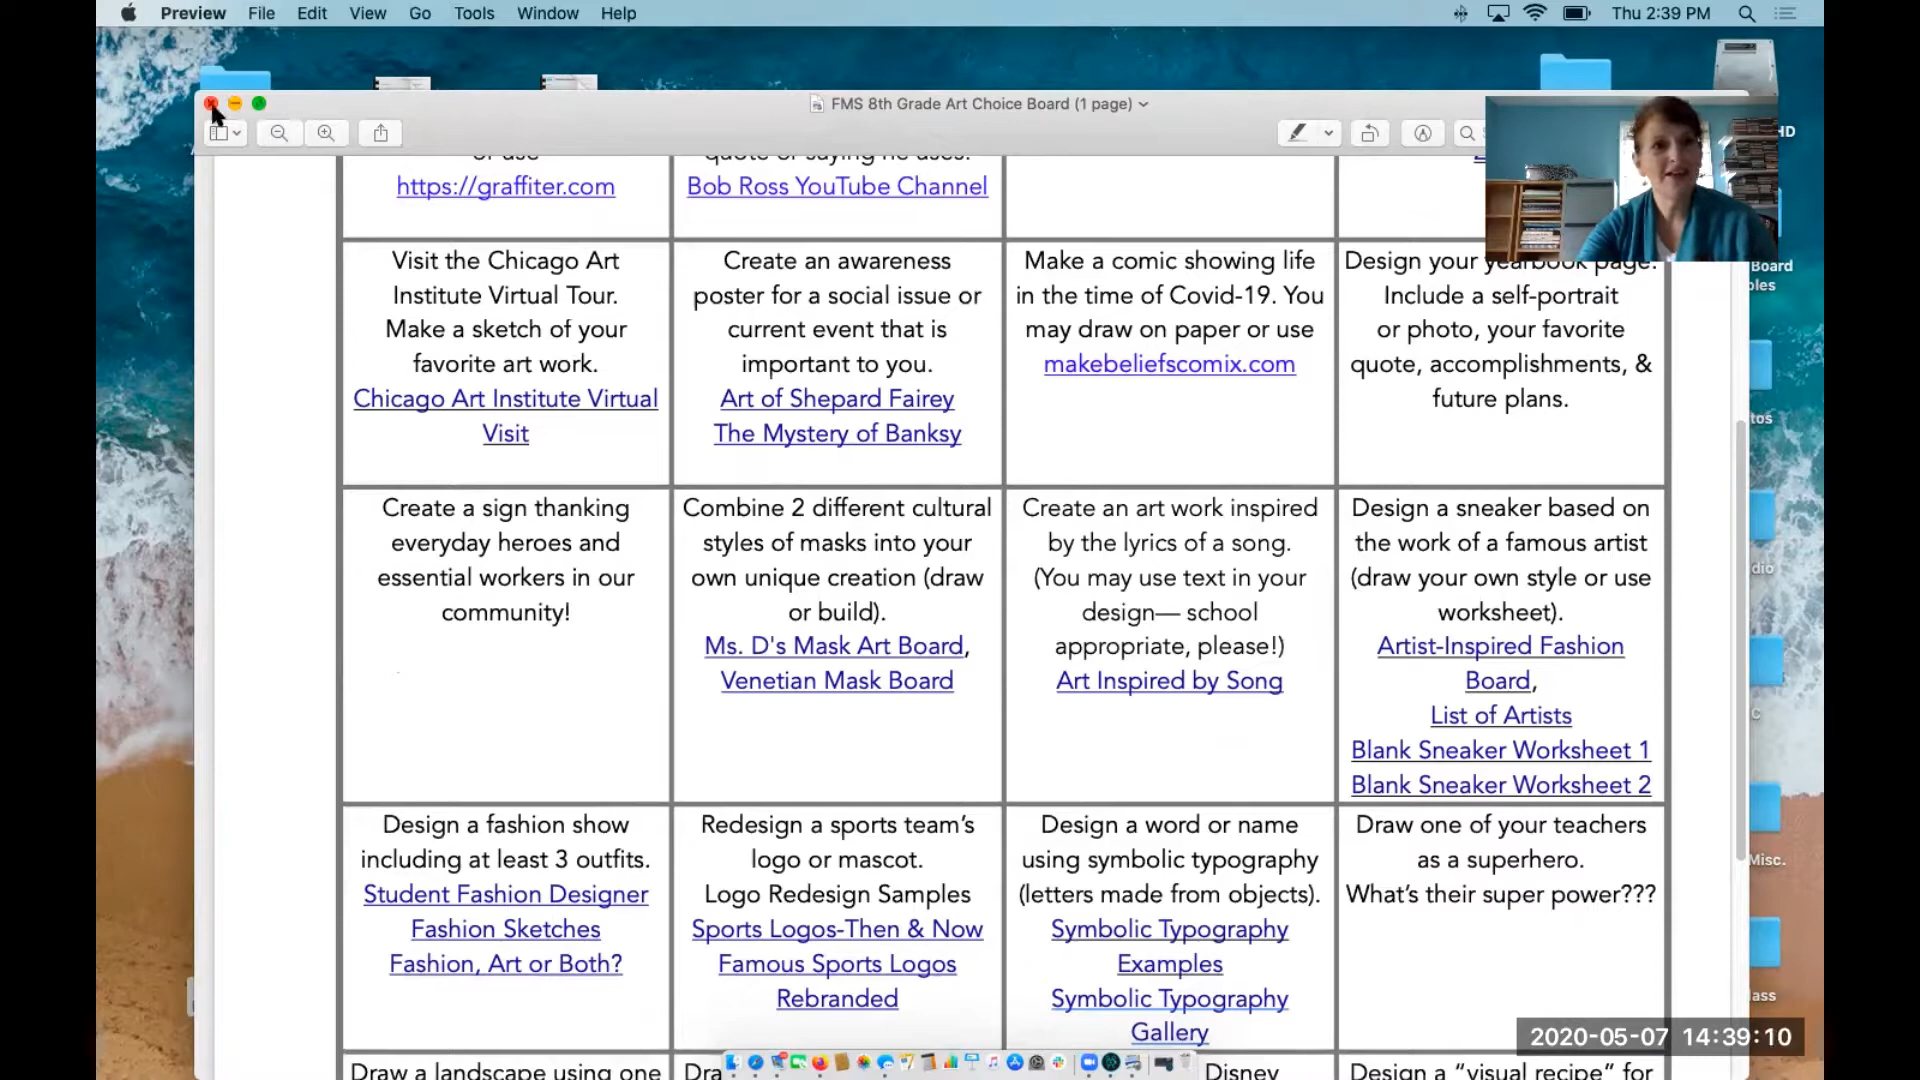 Preview File Edit View Go Tools Window Help Thu 2:39 PM
FMS 8th Grade Art Choice Board (1 page)
https://graffiter.com
Bob Ross YouTube Channel
Visit the Chicago Art
Institute Virtual Tour.
Make a sketch of your
favorite art work.
Chicago Art Institute Virtual
Visit
Create an awareness
poster for a social issue or
current event that is
important to you.
Art of Shepard Fairey
The Mystery of Banksy
Make a comic showing life
in the time of Covid-19. You
may draw on paper or use
makebeliefscomix.com
Design your yearbook page.
Include a self-portrait
or photo, your favorite
quote, accomplishments, &
future plans.
Create a sign thanking
everyday heroes and
essential workers in our
community!
Combine 2 different cultural
styles of masks into your
own unique creation (draw
or build).
Ms. D's Mask Art Board,
Venetian Mask Board
Create an art work inspired
by the lyrics of a song.
(You may use text in your
design— school
appropriate, please!)
Art Inspired by Song
Design a sneaker based on
the work of a famous artist
(draw your own style or use
worksheet).
Artist-Inspired Fashion
Board,
List of Artists
Blank Sneaker Worksheet 1
Blank Sneaker Worksheet 2
Design a fashion show
including at least 3 outfits.
Student Fashion Designer
Fashion Sketches
Fashion, Art or Both?
Redesign a sports team’s
logo or mascot.
Logo Redesign Samples
Sports Logos-Then & Now
Famous Sports Logos
Rebranded
Design a word or name
using symbolic typography
(letters made from objects).
Symbolic Typography
Examples
Symbolic Typography
Gallery
Draw one of your teachers
as a superhero.
What’s their super power???
Draw a landscape using one
Disney
Design a “visual recipe” for
HD
Board
Misc.
2020-05-07 14:39:10